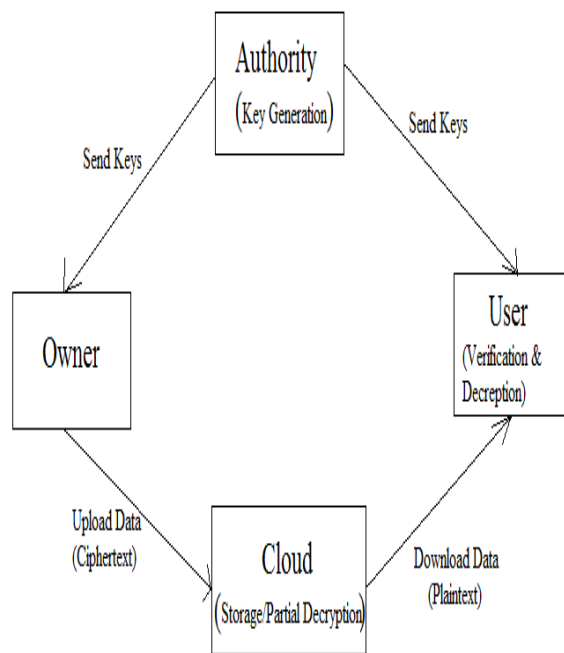 Authority
(Key Generation)
Send Keys
Send Keys
Owner
User
(Verification &
Decreption)
Upload Data
(Ciphertext)
Cloud
(Storage/Partial Decryption)
Download Data
(Plaintext)